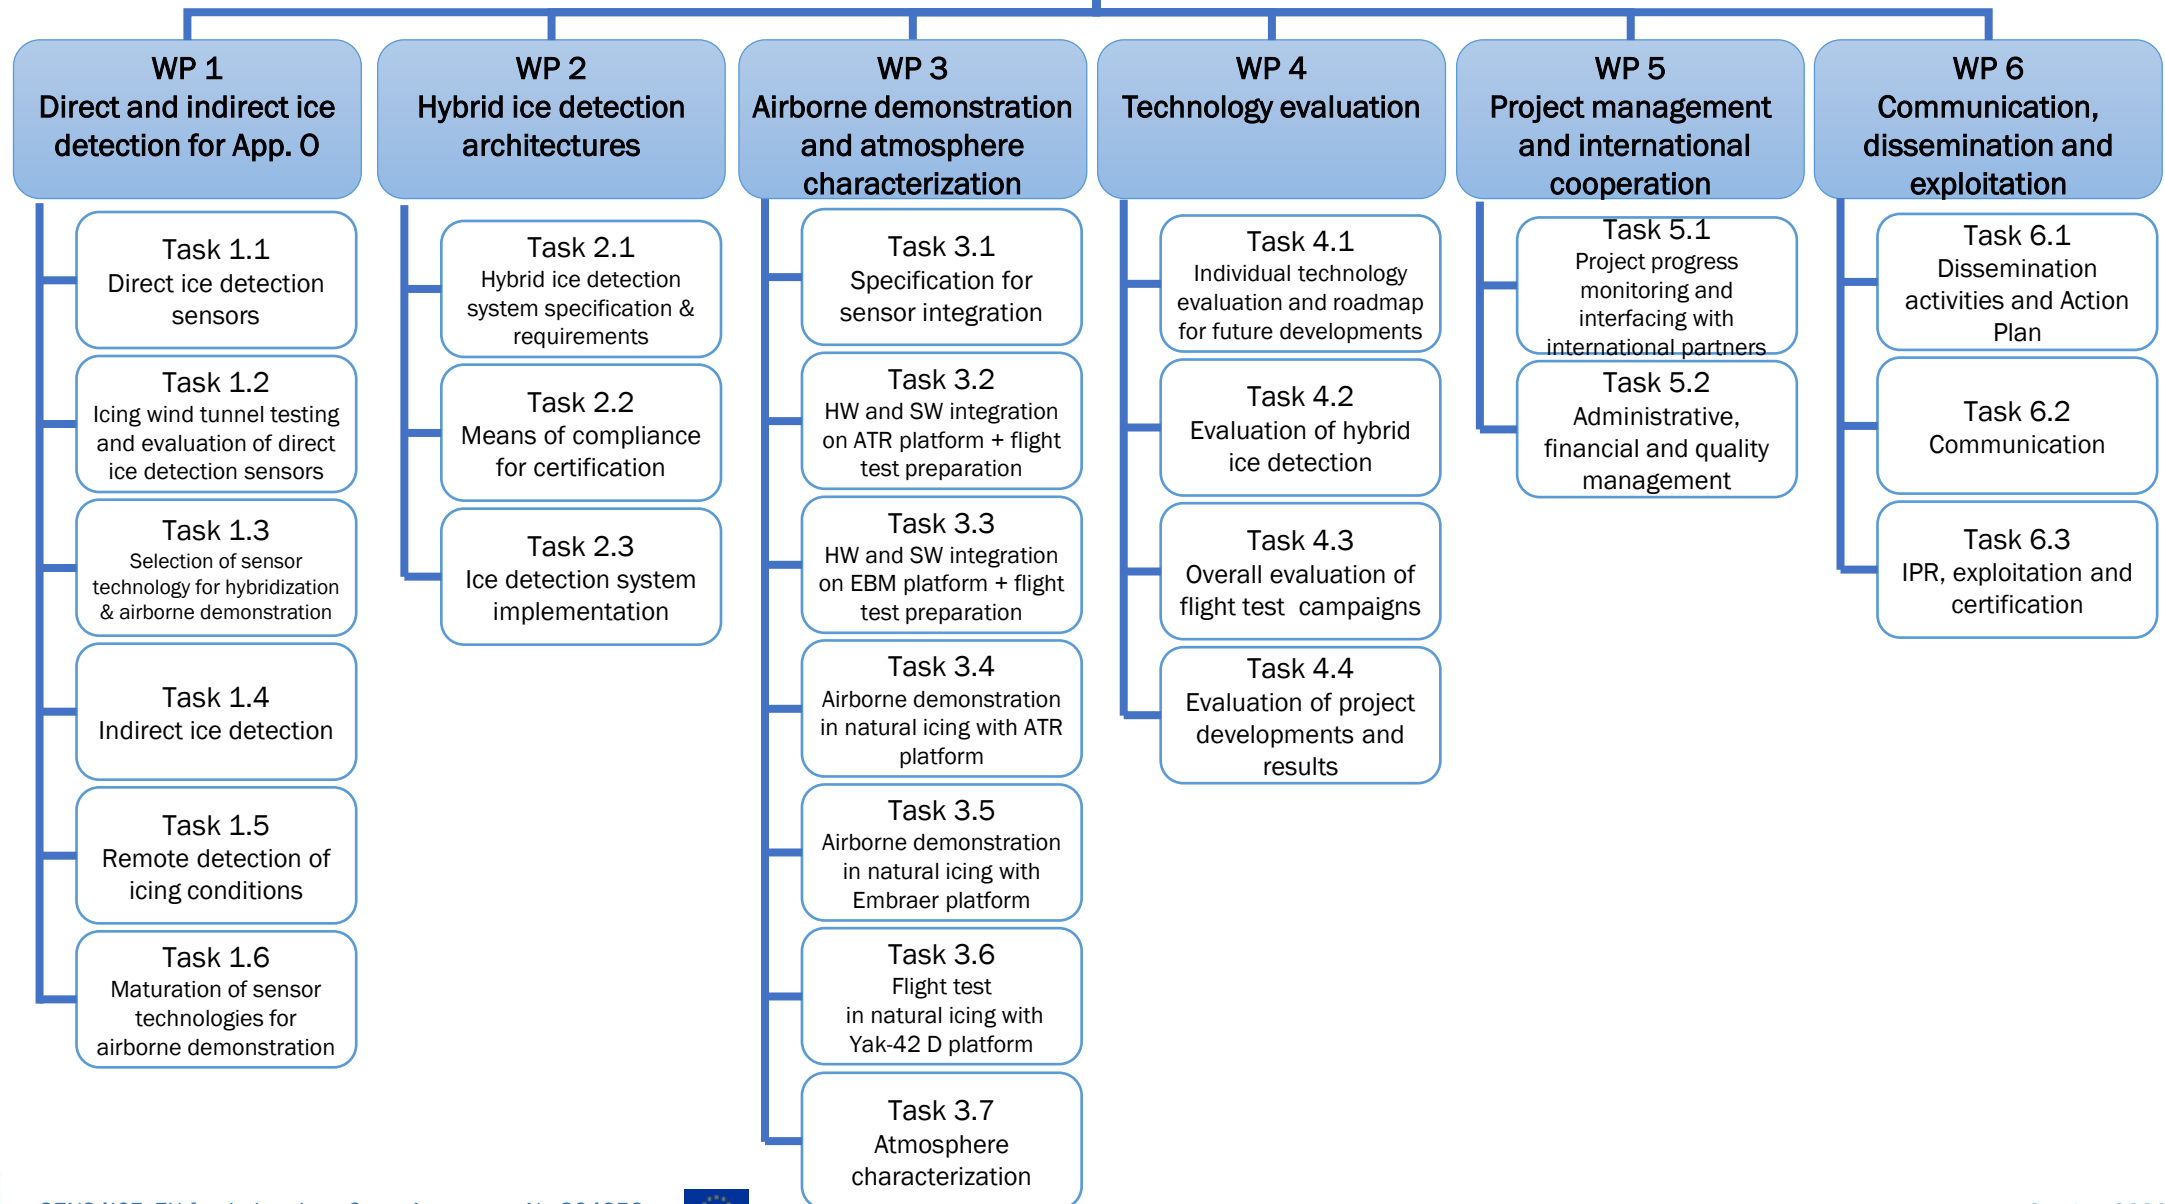 WP 1
Direct and indirect ice
detection for App. O
Task 1.1
Direct ice detection
sensors
Task 1.2
Icing wind tunnel testing
and evaluation of direct
ice detection sensors
Task 1.3
Selection of sensor
technology for hybridization
& airborne demonstration
Task 1.4
Indirect ice detection
Task 1.5
Remote detection of
icing conditions
Task 1.6
Maturation of sensor
technologies for
airborne demonstration
WP 2
Hybrid ice detection
architectures
Task 2.1
Hybrid ice detection
system specification &
requirements
Task 2.2
Means of compliance
for certification
Task 2.3
Ice detection system
implementation
WP 3
Airborne demonstration
and atmosphere
characterization
Task 3.1
Specification for
sensor integration
Task 3.2
HW and SW integration
on ATR platform + flight
test preparation
Task 3.3
HW and SW integration
on EBM platform + flight
test preparation
Task 3.4
Airborne demonstration
in natural icing with ATR
platform
Task 3.5
Airborne demonstration
in natural icing with
Embraer platform
Task 3.6
Flight test
in natural icing with
Yak-42 D platform
Task 3.7
Atmosphere
characterization
WP 4
Technology evaluation
Task 4.1
Individual technology
evaluation and roadmap
for future developments
Task 4.2
Evaluation of hybrid
ice detection
Task 4.3
Overall evaluation of
flight test campaigns
Task 4.4
Evaluation of project
developments and
results
WP 5
Project management
and international
cooperation
Task 5.1
Project progress
monitoring and
interfacing with
international partners
Task 5.2
Administrative,
financial and quality
management
WP 6
Communication,
dissemination and
exploitation
Task 6.1
Dissemination
activities and Action
Plan
Task 6.2
Communication
Task 6.3
IPR, exploitation and
certification